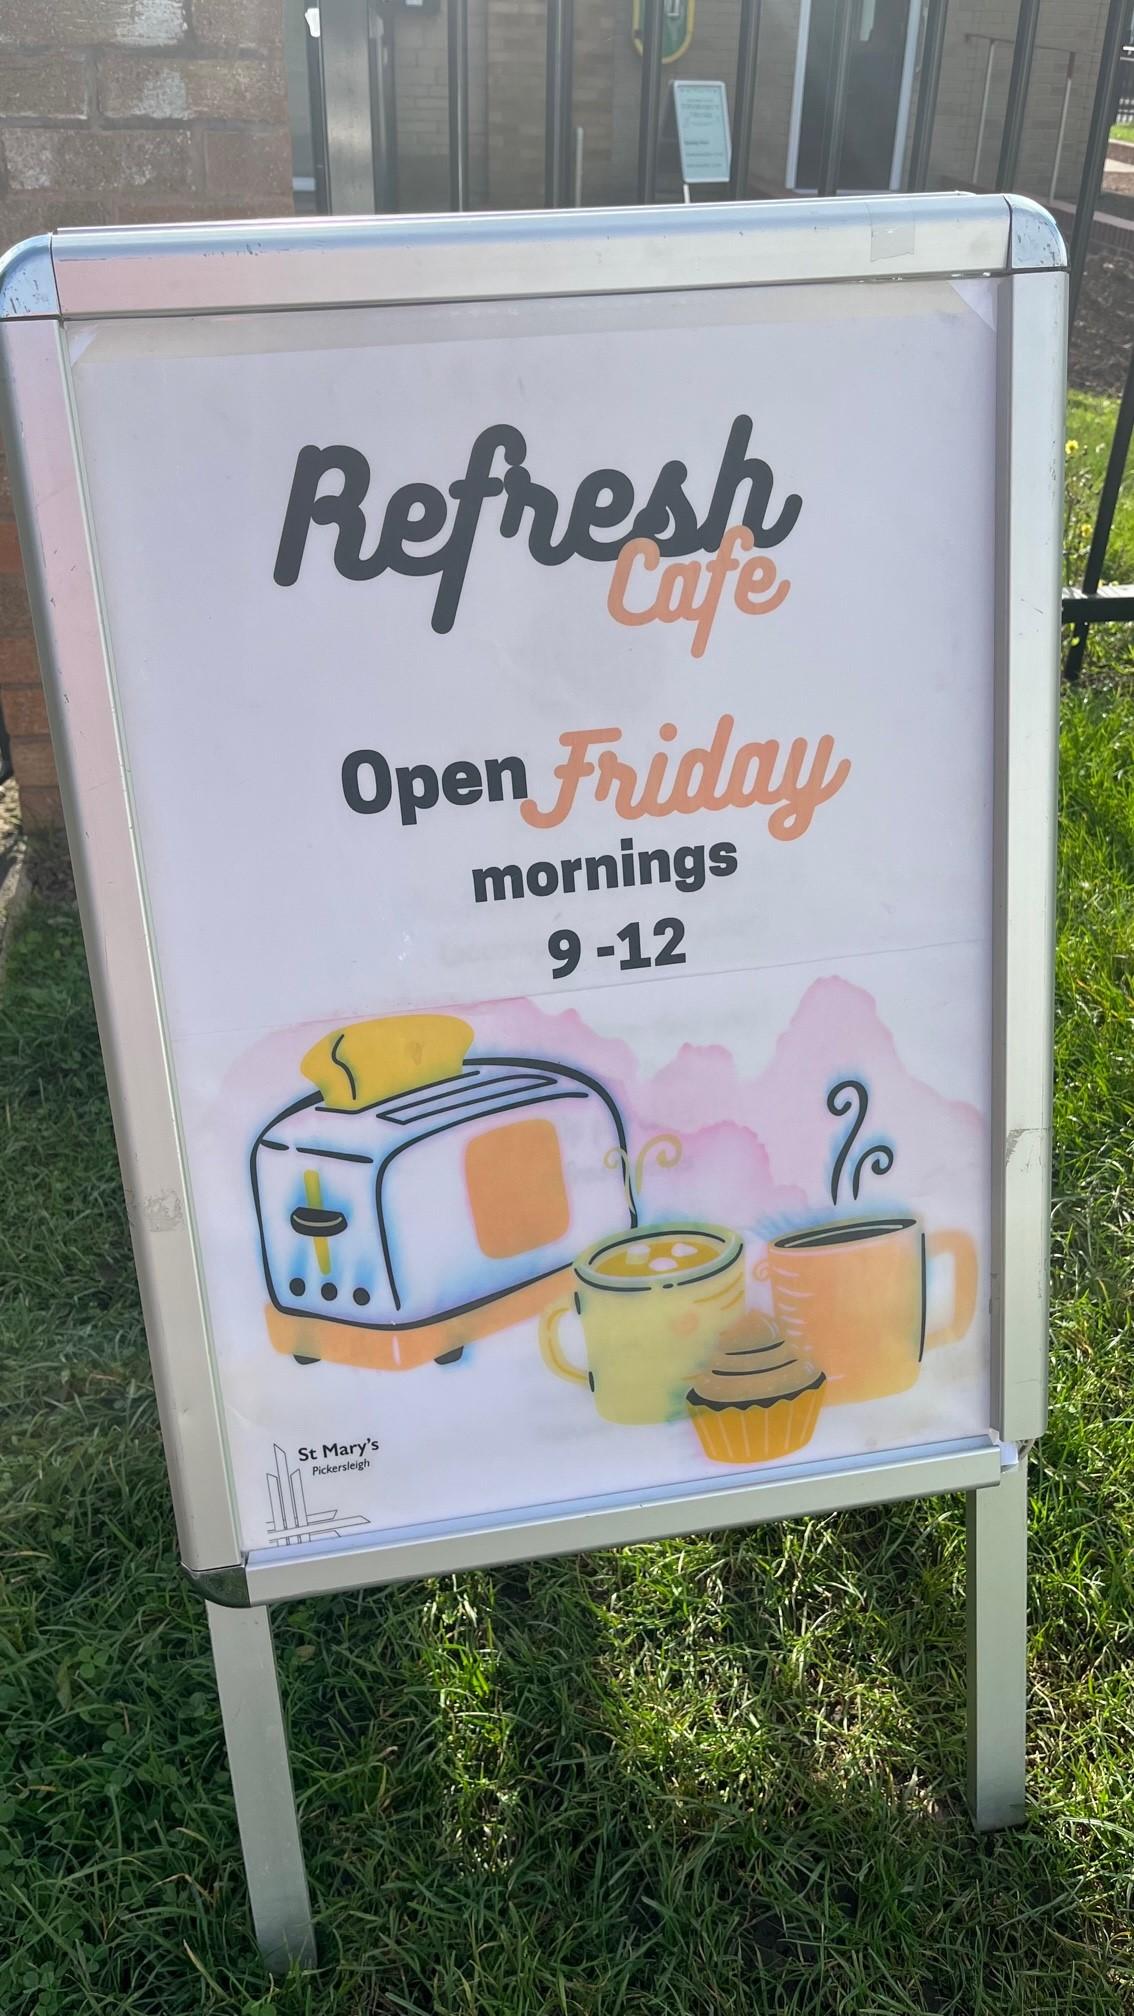 Refresh
Cafe
Open Friday
mornings
9 -12
St Mary's
Pickersleigh